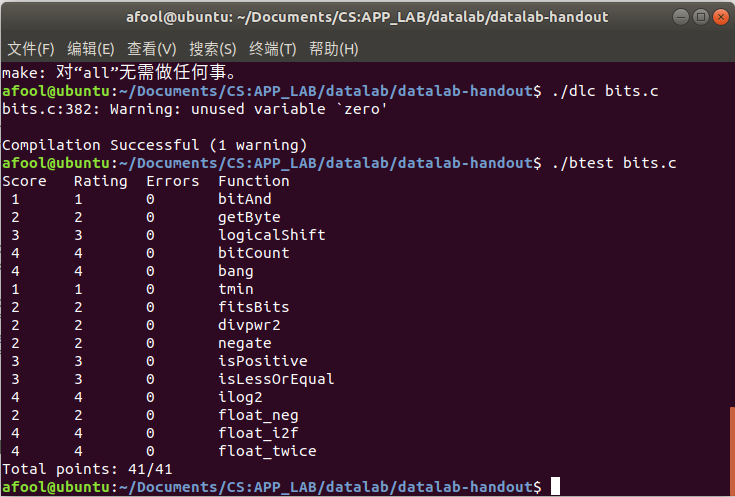 afool@ubuntu: ~/Documents/CS:APP_LAB/datalab/datalab-handout
文件(F) 编辑(E) 查看(V) 搜索(S) 终端(T) 帮助(H)
make: 对“all”无需做任何事。
afool@ubuntu:~/Documents/CS:APP_LAB/datalab/datalab-handout$ ./dlc bits.c
bits.c:382: Warning: unused variable `zero'
Compilation Successful (1 warning)
afool@ubuntu:~/Documents/CS:APP_LAB/datalab/datalab-handout$ ./btest bits.c
Score Rating Errors Function
1 1 0 bitAnd
2 2 0 getByte
3 3 0 logicalShift
4 4 0 bitCount
4 4 0 bang
1 1 0 tmin
2 2 0 fitsBits
2 2 0 divpwr2
2 2 0 negate
3 3 0 isPositive
3 3 0 isLessOrEqual
4 4 0 ilog2
2 2 0 float_neg
4 4 0 float_i2f
4 4 0 float_twice
Total points: 41/41
afool@ubuntu:~/Documents/CS:APP_LAB/datalab/datalab-handout$